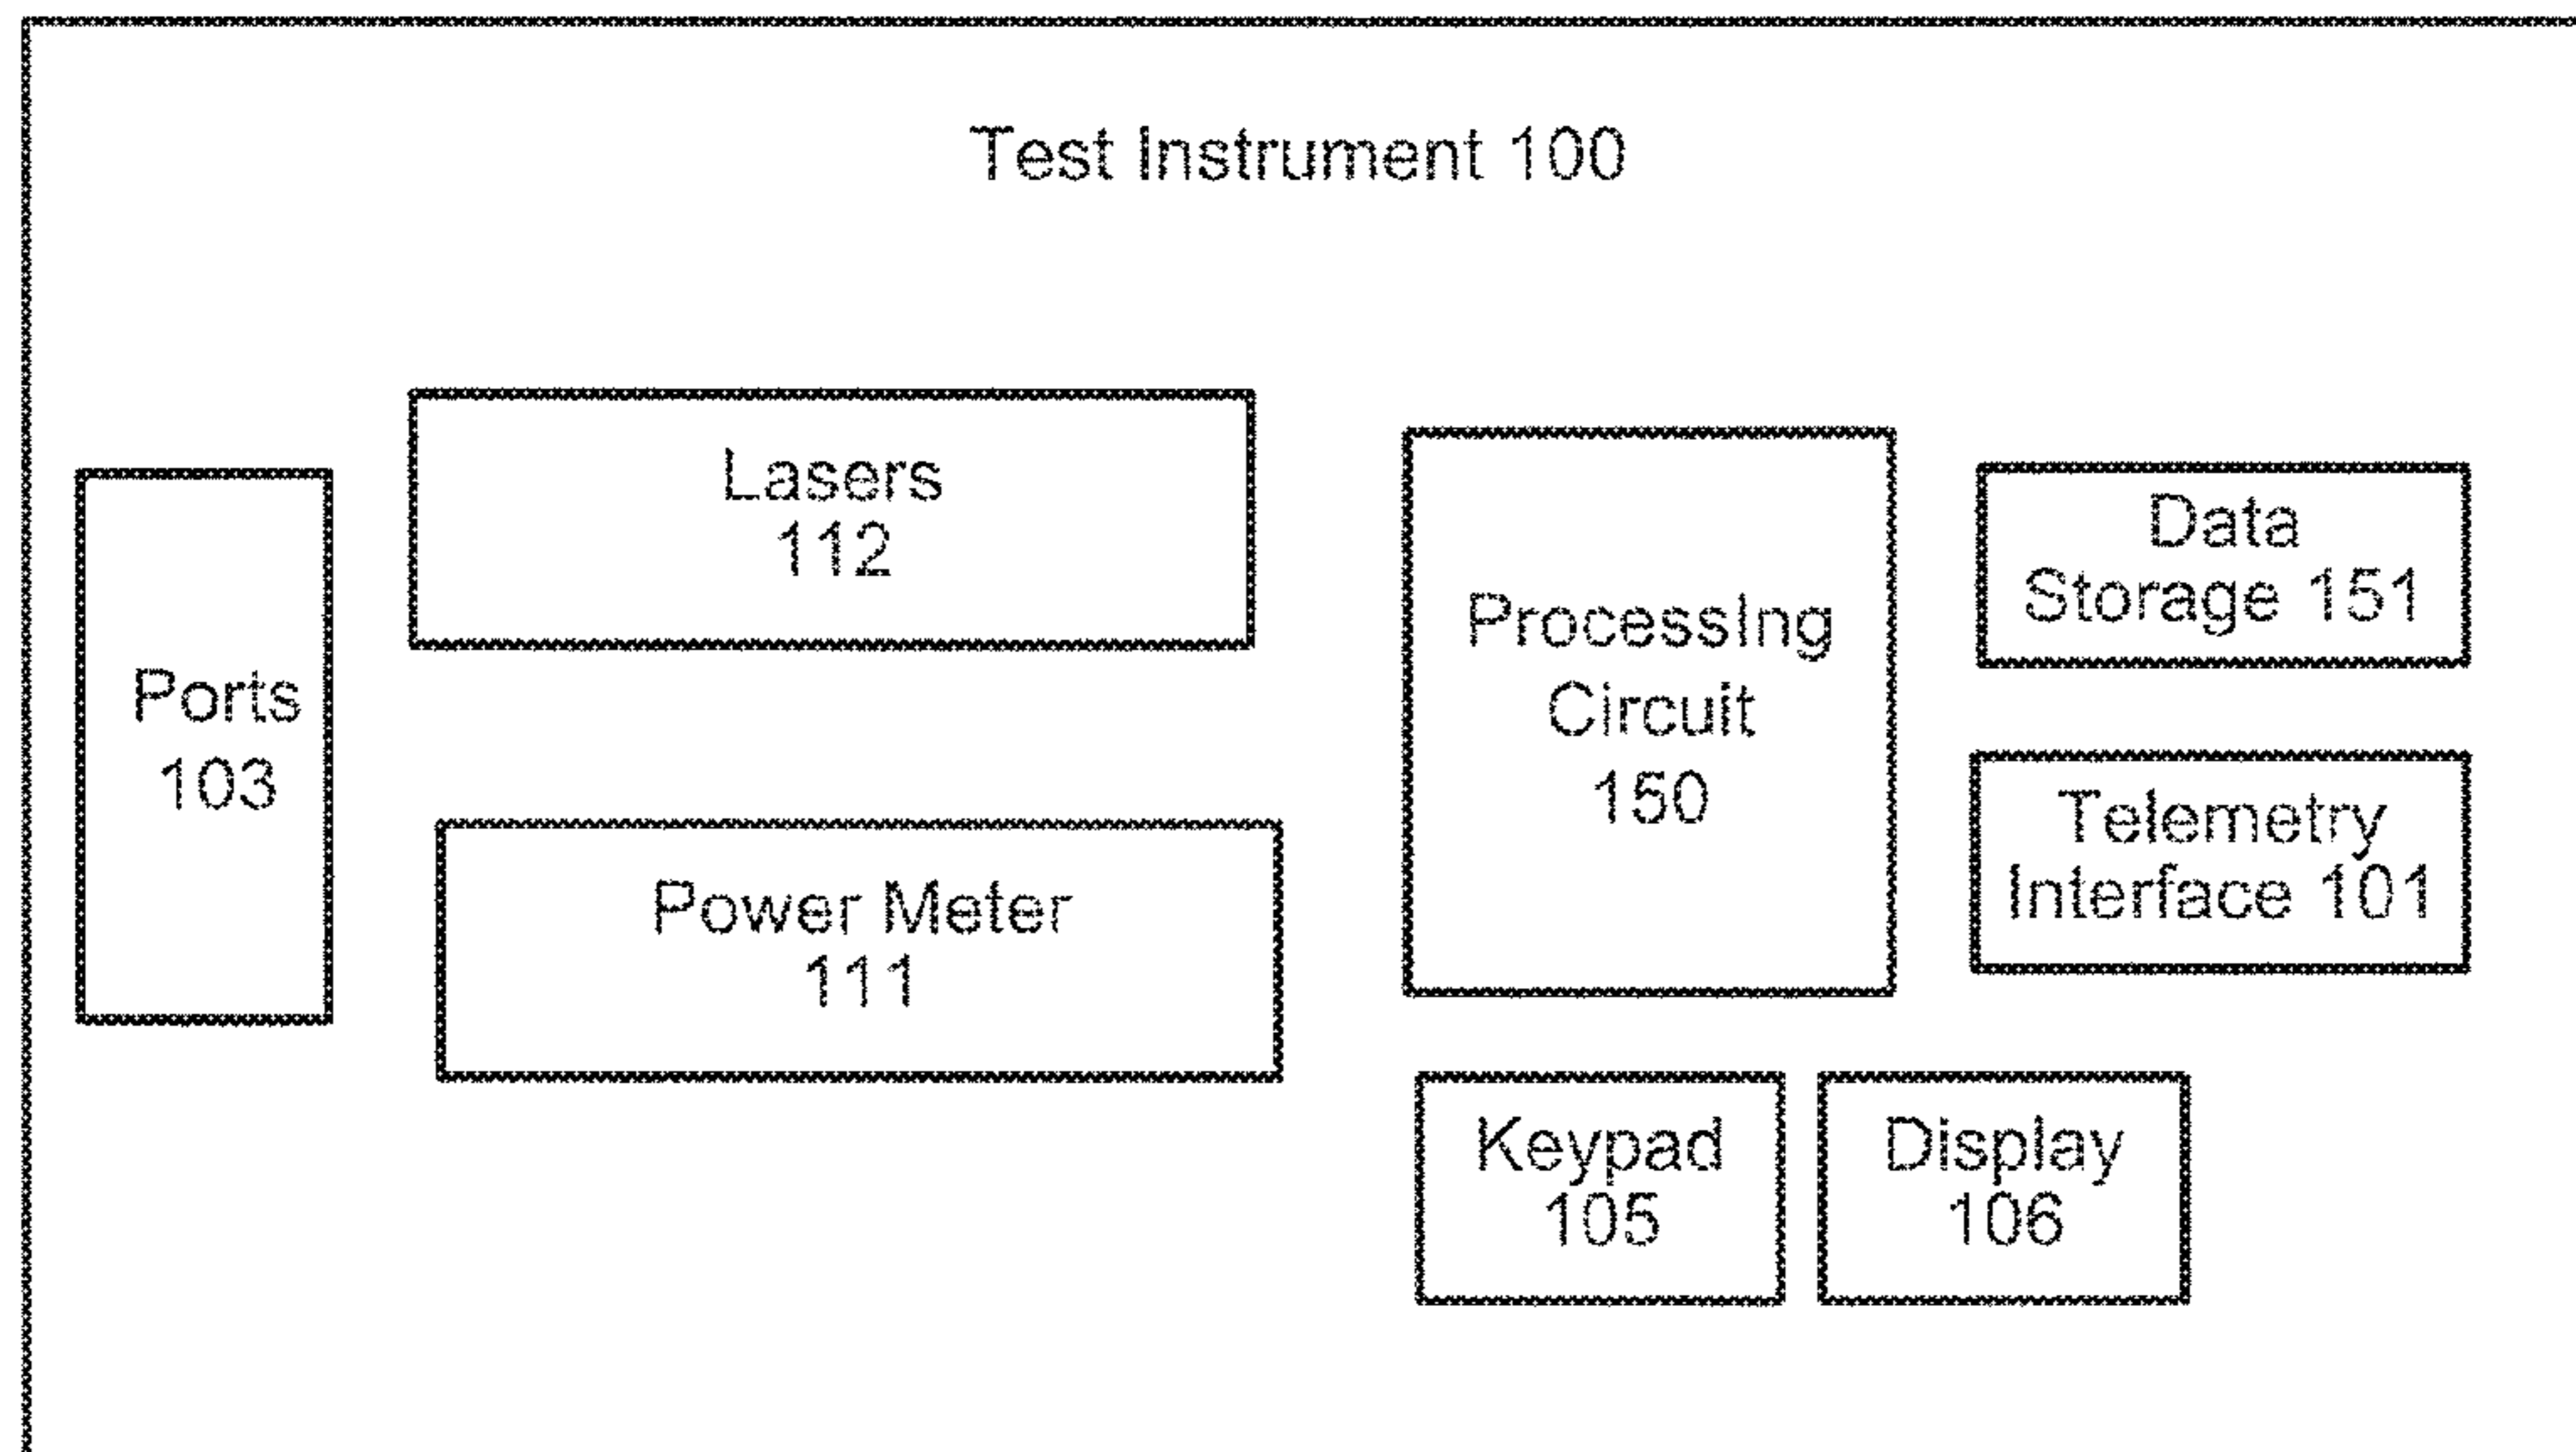 Test Instrument 100
Lasers
112
Ports
103
Power Meter
111
Processing
Circuit
150
Data
Storage 151
Telemetry
Interface 101
Keypad
105
Display
106